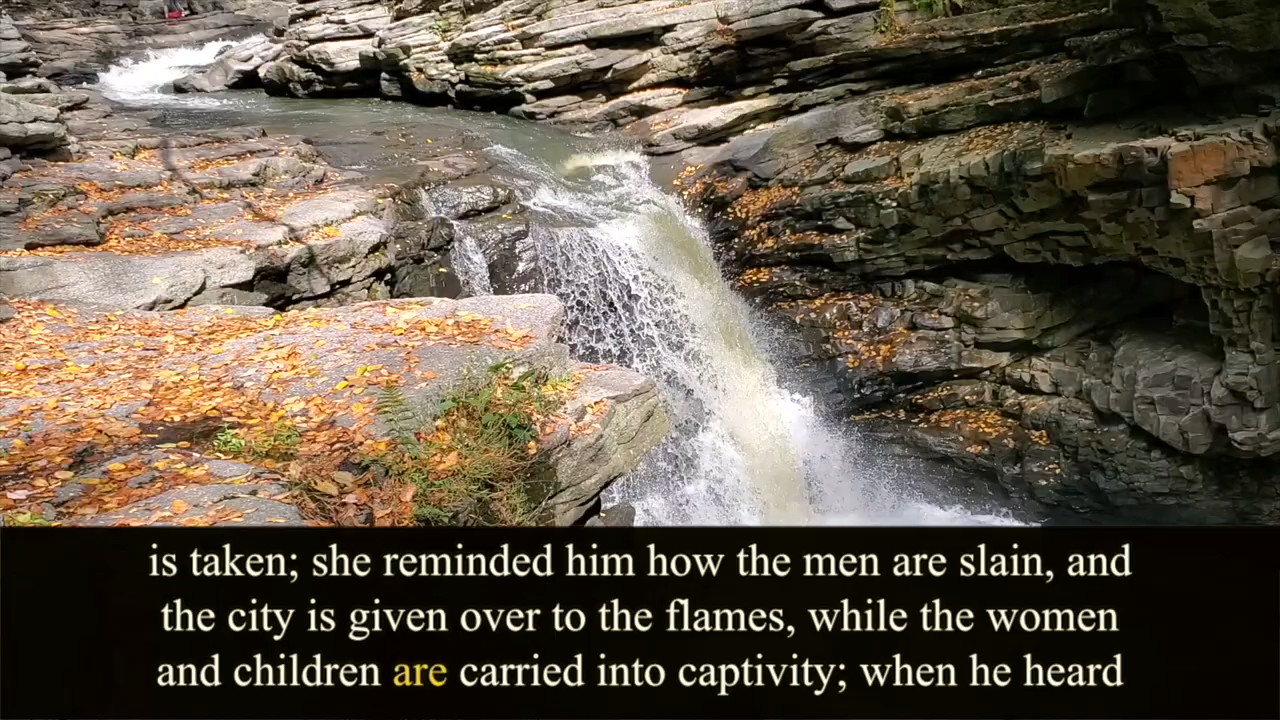 is taken; she reminded him how the men are slain, and
the city is given over to the flames, while the women
and children are carried into captivity; when he heard